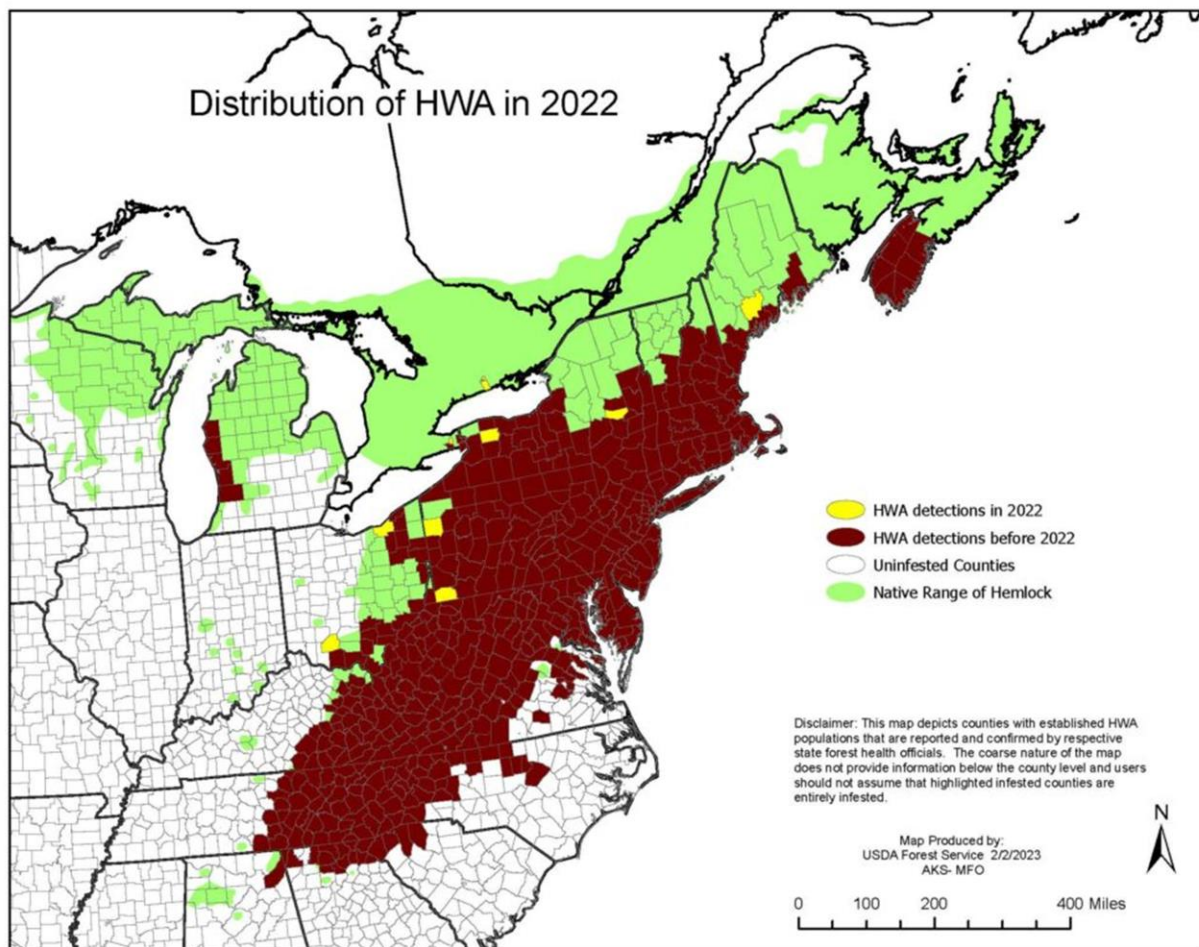 Distribution of HWA in 2022
HWA detections in 2022
HWA detections before 2022
Uninfested Counties
Native Range of Hemlock
Disclaimer: This map depicts counties with established HWA
populations that are reported and confirmed by respective
state forest health officials. The coarse nature of the map
does not provide information below the county level and users
should not assume that highlighted infested counties are
entirely infested.
Map Produced by:
USDA Forest Service 2/2/2023
AKS- MFO
N
0 100 200 400 Miles